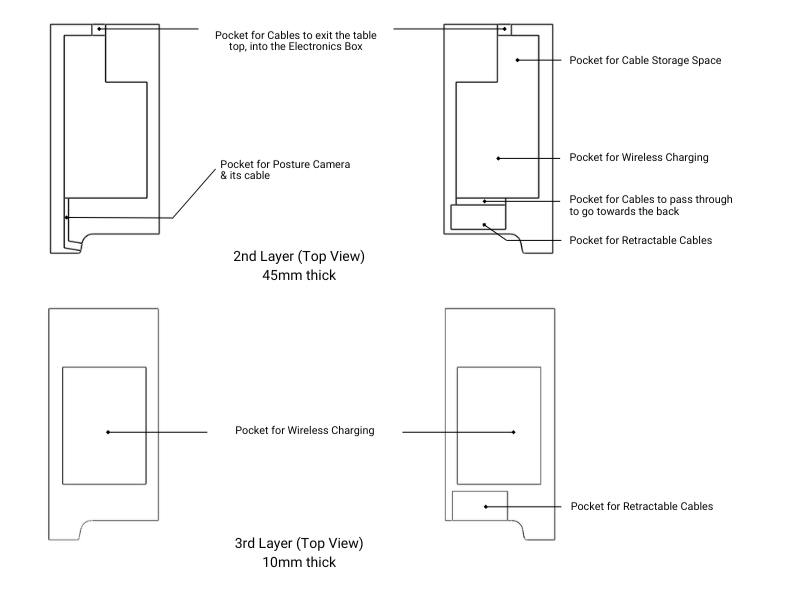 Pocket for Cables to exit the table
top, into the Electronics Box
Pocket for Cable Storage Space
Pocket for Posture Camera
& its cable
Pocket for Wireless Charging
Pocket for Cables to pass through
to go towards the back
Pocket for Retractable Cables
2nd Layer (Top View)
45mm thick
Pocket for Wireless Charging
Pocket for Retractable Cables
3rd Layer (Top View)
10mm thick